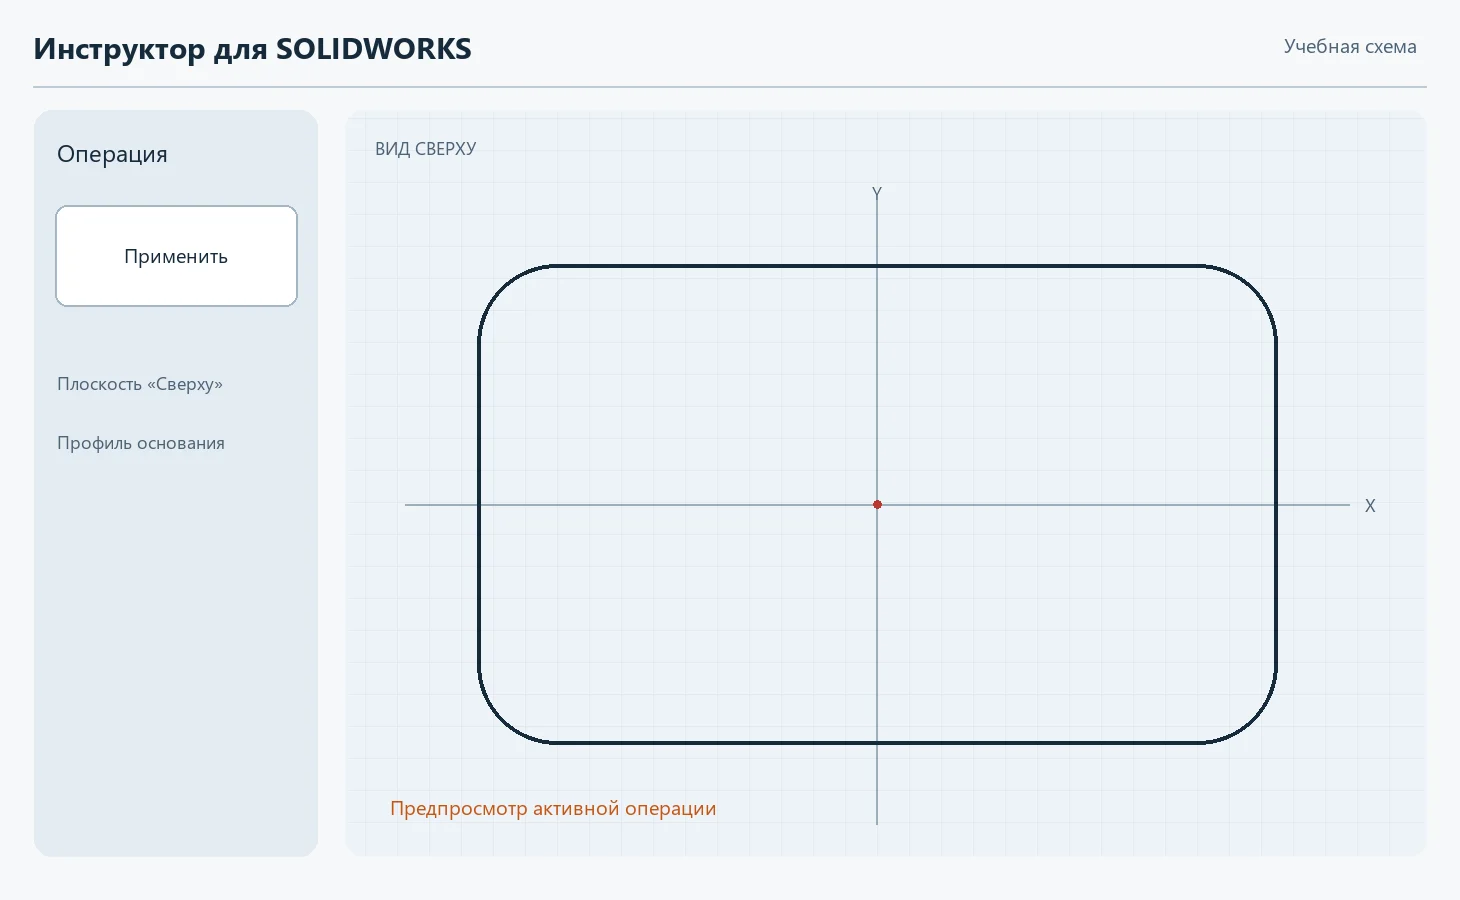 Инструктор для SOLIDWORKS
Учебная схема
Операция
Применить
Плоскость «Сверху»
Профиль основания
ВИД СВЕРХУ
Y
X
Предпросмотр активной операции